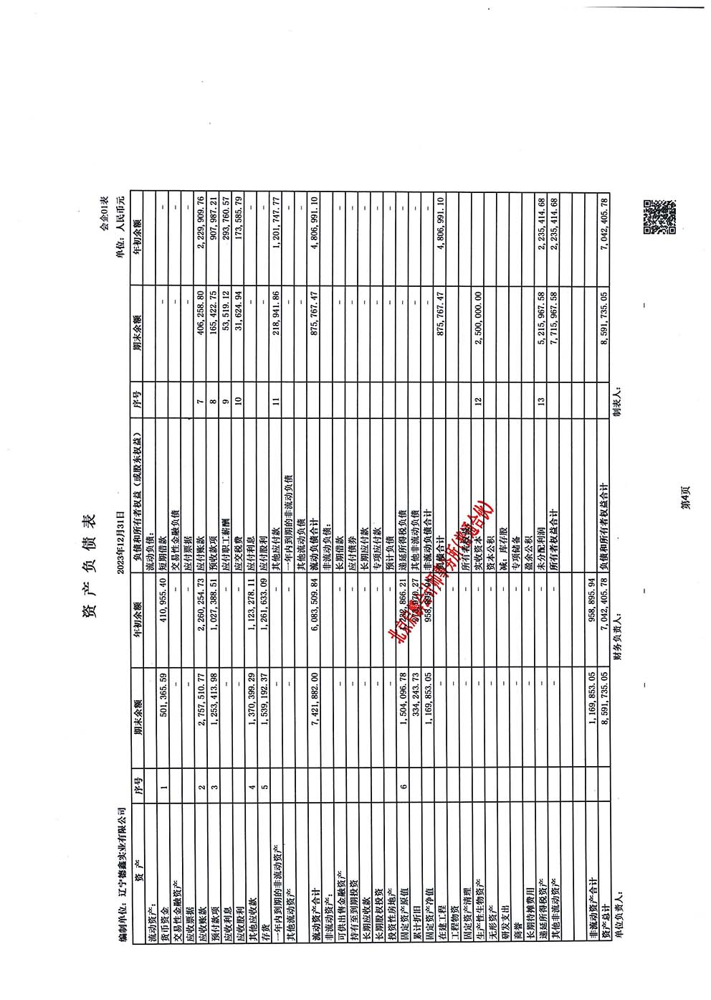 资产负债表
会企01表
编制单位：辽宁德鑫实业有限公司 2023年12月31日 单位：人民币元
资 产 序号 期末余额 年初余额 负债和所有者权益（或股东权益） 序号 期末余额 年初余额
流动资产： 流动负债：
货币资金 1 501,365.59 410,955.40 短期借款 - -
交易性金融资产 - - 交易性金融负债 - -
应收票据 - - 应付票据 - -
应收账款 2 2,757,510.77 2,260,254.73 应付账款 7 406,258.80 2,229,909.76
预付款项 3 1,253,413.98 1,027,388.51 预收款项 8 165,422.75 907,987.21
应收利息 - - 应付职工薪酬 9 53,519.12 293,760.57
应收股利 - - 应交税费 10 31,624.94 173,585.79
其他应收款 4 1,370,399.29 1,123,278.11 应付利息 - -
存货 5 1,539,192.37 1,261,633.09 应付股利 - -
一年内到期的非流动资产 - - 其他应付款 11 218,941.86 1,201,747.77
其他流动资产 - - 一年内到期的非流动负债 - -
其他流动负债 - -
流动资产合计 7,421,882.00 6,083,509.84 流动负债合计 875,767.47 4,806,991.10
非流动资产： 非流动负债：
可供出售金融资产 - - 长期借款 - -
持有至到期投资 - - 应付债券 - -
长期应收款 - - 长期应付款 - -
长期股权投资 - - 专项应付款 - -
投资性房地产 - - 预计负债 - -
固定资产原值 6 1,504,096.78 866.21 递延所得税负债 - -
累计折旧 334,243.73 其他非流动负债 - -
固定资产净值 1,169,853.05 非流动负债合计 - -
在建工程 - 合计 875,767.47 4,806,991.10
工程物资 - -
固定资产清理 - - 所有者
生产性生物资产 - - 实收资本 12 2,500,000.00
无形资产 - - 资本公积
研发支出 - - 减：库存股
商誉 - - 专项储备
长期待摊费用 - - 盈余公积
递延所得税资产 - - 未分配利润 13 5,215,967.58 2,235,414.68
其他非流动资产 - - 所有者权益合计 7,715,967.58 2,235,414.68
非流动资产合计 1,169,853.05 958,895.94
资产总计 8,591,735.05 7,042,405.78 负债和所有者权益合计 8,591,735.05 7,042,405.78
单位负责人： 财务负责人： 制表人：
会计师事务所(普通合伙)
第4页